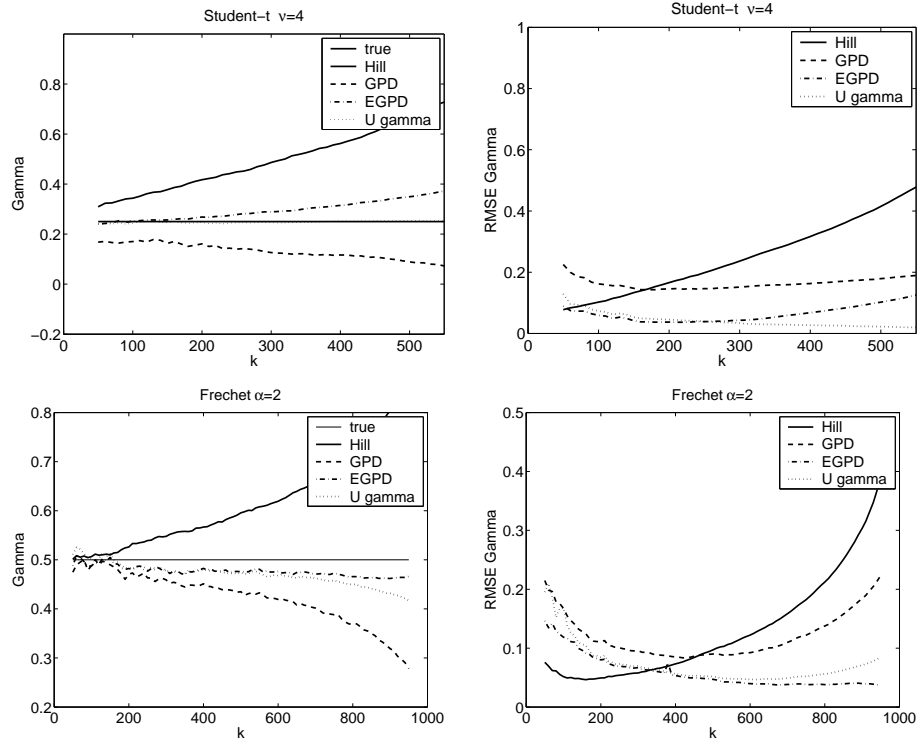 Student-t ν=4
true
Hill
GPD
EGPD
U gamma
Gamma
0.8
0.6
0.4
0.2
0
−0.2
0
100
200
300
400
500
k
Student-t ν=4
Hill
GPD
EGPD
U gamma
RMSE Gamma
1
0.8
0.6
0.4
0.2
0
0
100
200
300
400
500
k
Frechet α=2
true
Hill
GPD
EGPD
U gamma
Gamma
0.8
0.7
0.6
0.5
0.4
0.3
0.2
0
200
400
600
800
1000
k
Frechet α=2
Hill
GPD
EGPD
U gamma
RMSE Gamma
0.5
0.4
0.3
0.2
0.1
0
0
200
400
600
800
1000
k